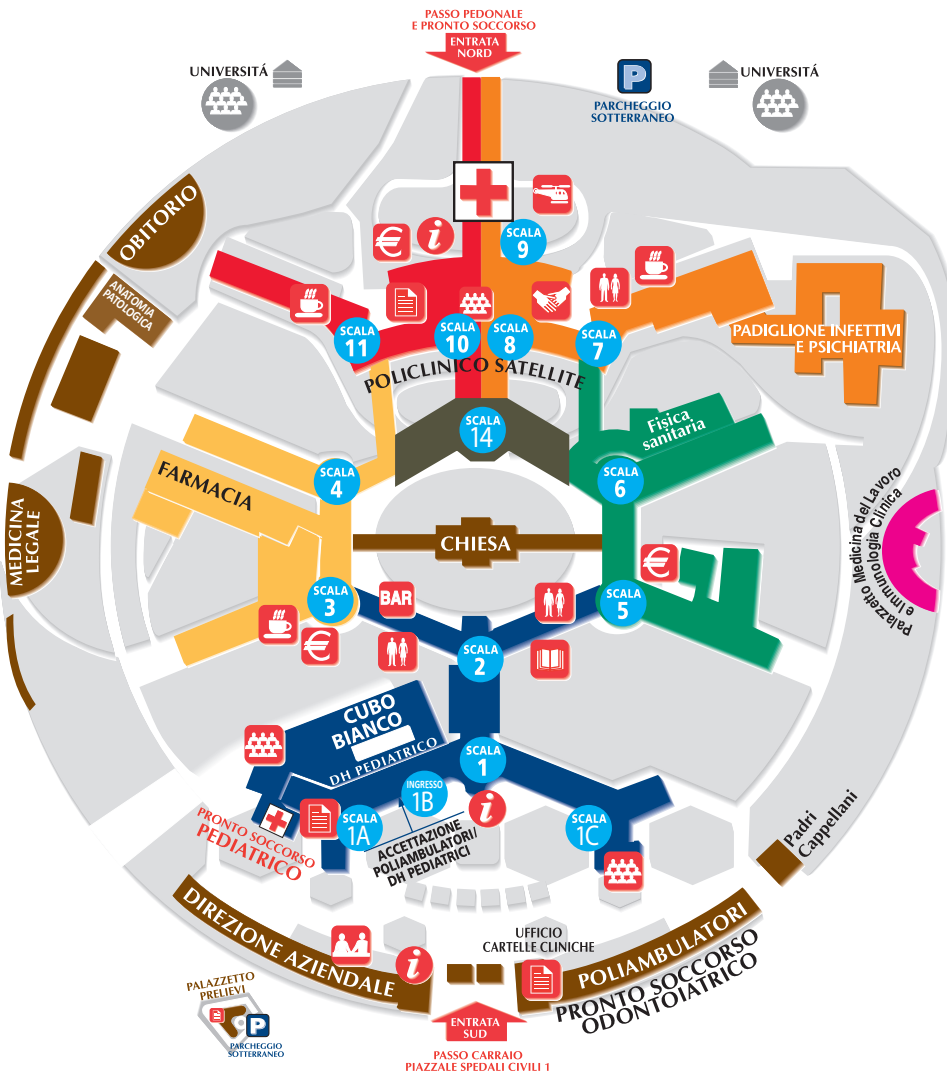 PASSO PEDONALE
E PRONTO SOCCORSO
ENTRATA
NORD
UNIVERSITÁ
P
PARCHEGGIO
SOTTERRANEO
UNIVERSITÁ
OBITORIO
ANATOMIA
PATOLOGICA
€
i
SCALA
9
SCALA
11
SCALA
10
SCALA
8
SCALA
7
PADIGLIONE INFETTIVI
E PSICHIATRIA
POLICLINICO SATELLITE
SCALA
14
Fisica
sanitaria
FARMACIA
SCALA
4
SCALA
6
MEDICINA
LEGALE
CHIESA
Palazzetto Medicina del Lavoro
e Immunologia Clinica
€
SCALA
3
BAR
SCALA
5
€
SCALA
2
CUBO
BIANCO
DH PEDIATRICO
SCALA
1
INGRESSO
1B
i
SCALA
1A
SCALA
1C
PRONTO SOCCORSO
PEDIATRICO
ACCETTAZIONE
POLIAMBULATORI/
DH PEDIATRICI
Padri
Cappellani
DIREZIONE AZIENDALE
i
UFFICIO
CARTELLE CLINICHE
POLIAMBULATORI
PRONTO SOCCORSO
ODONTOIATRICO
PALAZZETTO
PRELIEVI
P
PARCHEGGIO
SOTTERRANEO
ENTRATA
SUD
PASSO CARRAIO
PIAZZALE SPEDALI CIVILI 1